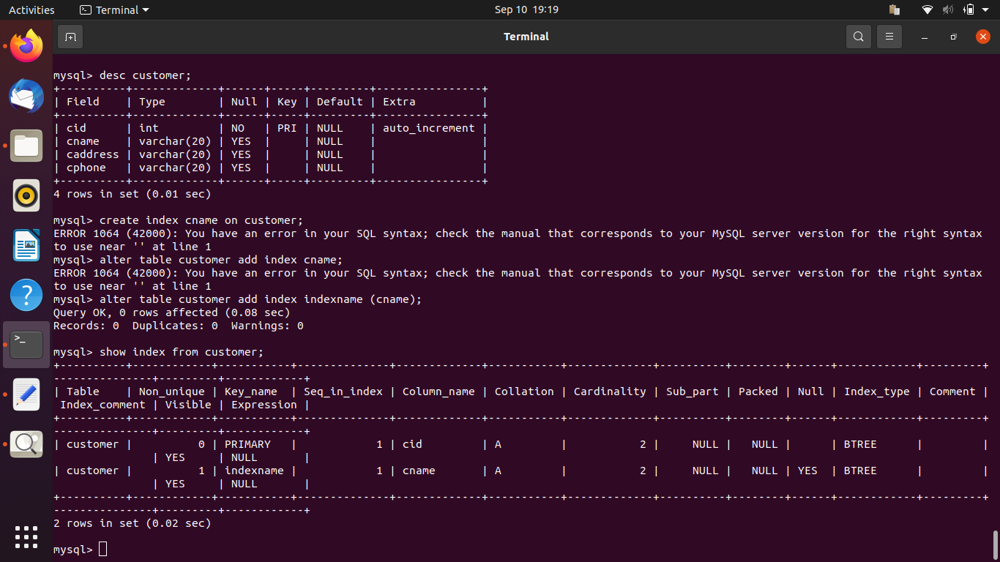 Activities Terminal Sep 10 19:19
Terminal
mysql> desc customer;
+----------+-------------+------+-----+---------+----------------+
| Field    | Type        | Null | Key | Default | Extra          |
+----------+-------------+------+-----+---------+----------------+
| cid      | int         | NO   | PRI | NULL    | auto_increment |
| cname    | varchar(20) | YES  |     | NULL    |                |
| caddress | varchar(20) | YES  |     | NULL    |                |
| cphone   | varchar(20) | YES  |     | NULL    |                |
+----------+-------------+------+-----+---------+----------------+
4 rows in set (0.01 sec)
mysql> create index cname on customer;
ERROR 1064 (42000): You have an error in your SQL syntax; check the manual that corresponds to your MySQL server version for the right syntax
to use near '' at line 1
mysql> alter table customer add index cname;
ERROR 1064 (42000): You have an error in your SQL syntax; check the manual that corresponds to your MySQL server version for the right syntax
to use near '' at line 1
mysql> alter table customer add index indexname (cname);
Query OK, 0 rows affected (0.08 sec)
Records: 0  Duplicates: 0  Warnings: 0
mysql> show index from customer;
+----------+------------+-----------+--------------+-------------+-----------+-------------+----------+--------+------+------------+---------+
---------------+---------+------------+
| Table    | Non_unique | Key_name  | Seq_in_index | Column_name | Collation | Cardinality | Sub_part | Packed | Null | Index_type | Comment |
 Index_comment | Visible | Expression |
+----------+------------+-----------+--------------+-------------+-----------+-------------+----------+--------+------+------------+---------+
---------------+---------+------------+
| customer |          0 | PRIMARY   |            1 | cid         | A         |           2 |     NULL |   NULL |      | BTREE      |         |
               | YES     | NULL       |
| customer |          1 | indexname |            1 | cname       | A         |           2 |     NULL |   NULL | YES  | BTREE      |         |
               | YES     | NULL       |
+----------+------------+-----------+--------------+-------------+-----------+-------------+----------+--------+------+------------+---------+
---------------+---------+------------+
2 rows in set (0.02 sec)
mysql>